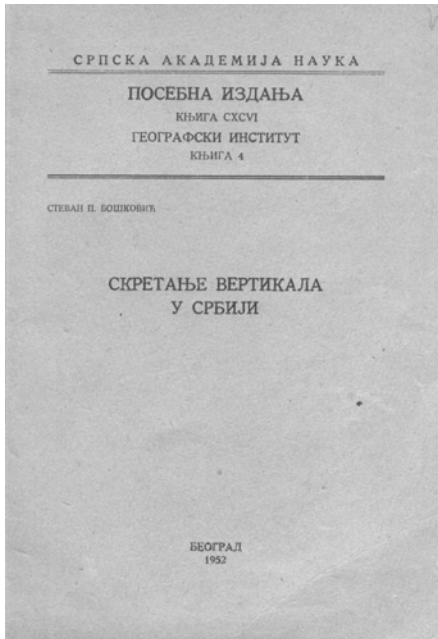 СРПСКА АКАДЕМИЈА НАУКА
ПОСЕБНА ИЗДАЊА
КЊИГА CXCVI
ГЕОГРАФСКИ ИНСТИТУТ
КЊИГА 4
СТЕВАН П. БОШКОВИЋ
СКРЕТАЊЕ ВЕРТИКАЛА
У СРБИЈИ
БЕОГРАД
1952